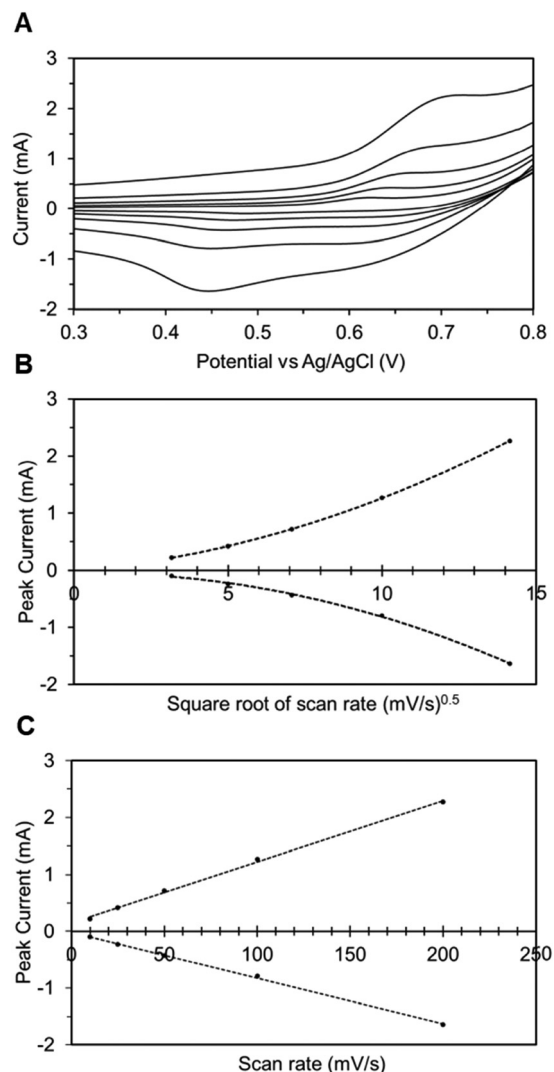 A
3
2
1
0
-1
-2
Current (mA)
0.3 0.4 0.5 0.6 0.7 0.8
Potential vs Ag/AgCl (V)
B
3
2
1
0
-1
-2
Peak Current (mA)
0 5 10 15
Square root of scan rate (mV/s)0.5
C
3
2
1
0
-1
-2
Peak Current (mA)
0 50 100 150 200 250
Scan rate (mV/s)